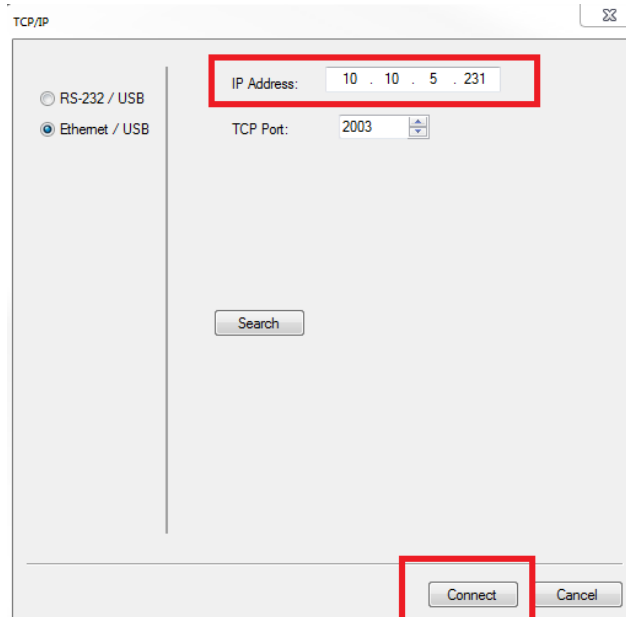 TCP/IP
RS-232 / USB
Ethernet / USB
IP Address: 10 . 10 . 5 . 231
TCP Port: 2003
Search
Connect Cancel